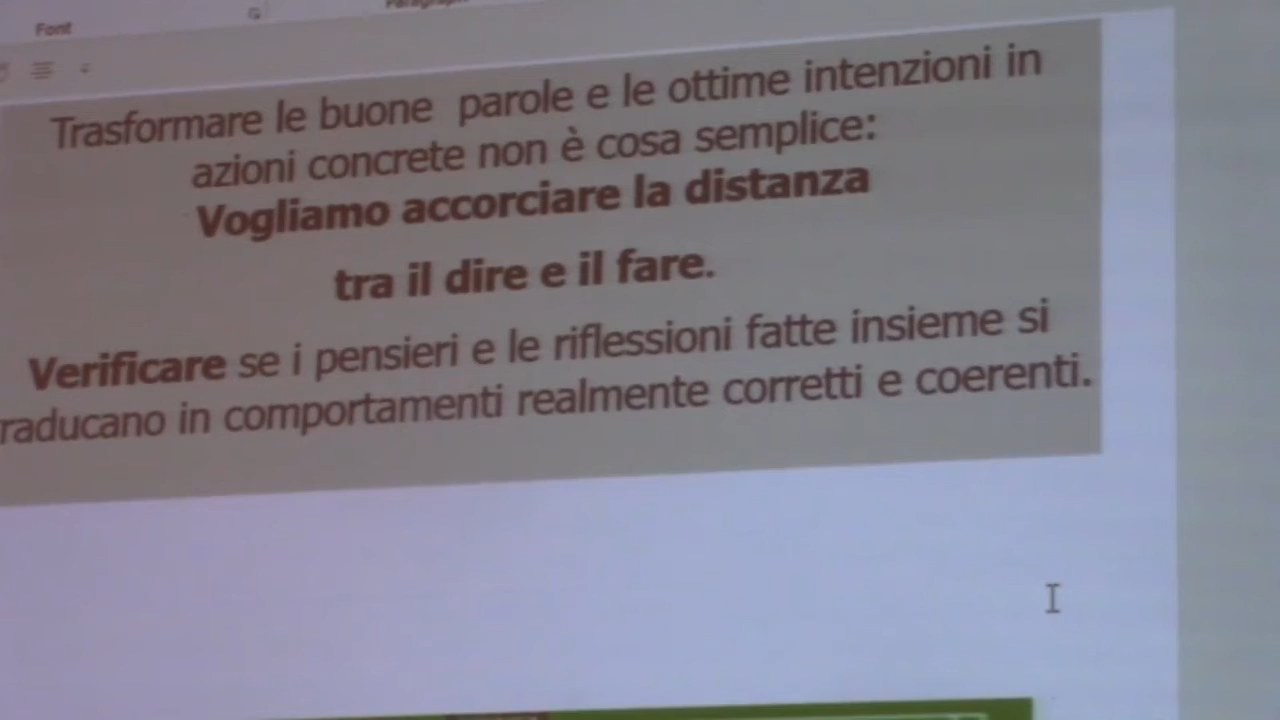 Font
Paragraph
Trasformare le buone parole e le ottime intenzioni in
azioni concrete non è cosa semplice:
Vogliamo accorciare la distanza
tra il dire e il fare.
Verificare se i pensieri e le riflessioni fatte insieme si
raducano in comportamenti realmente corretti e coerenti.